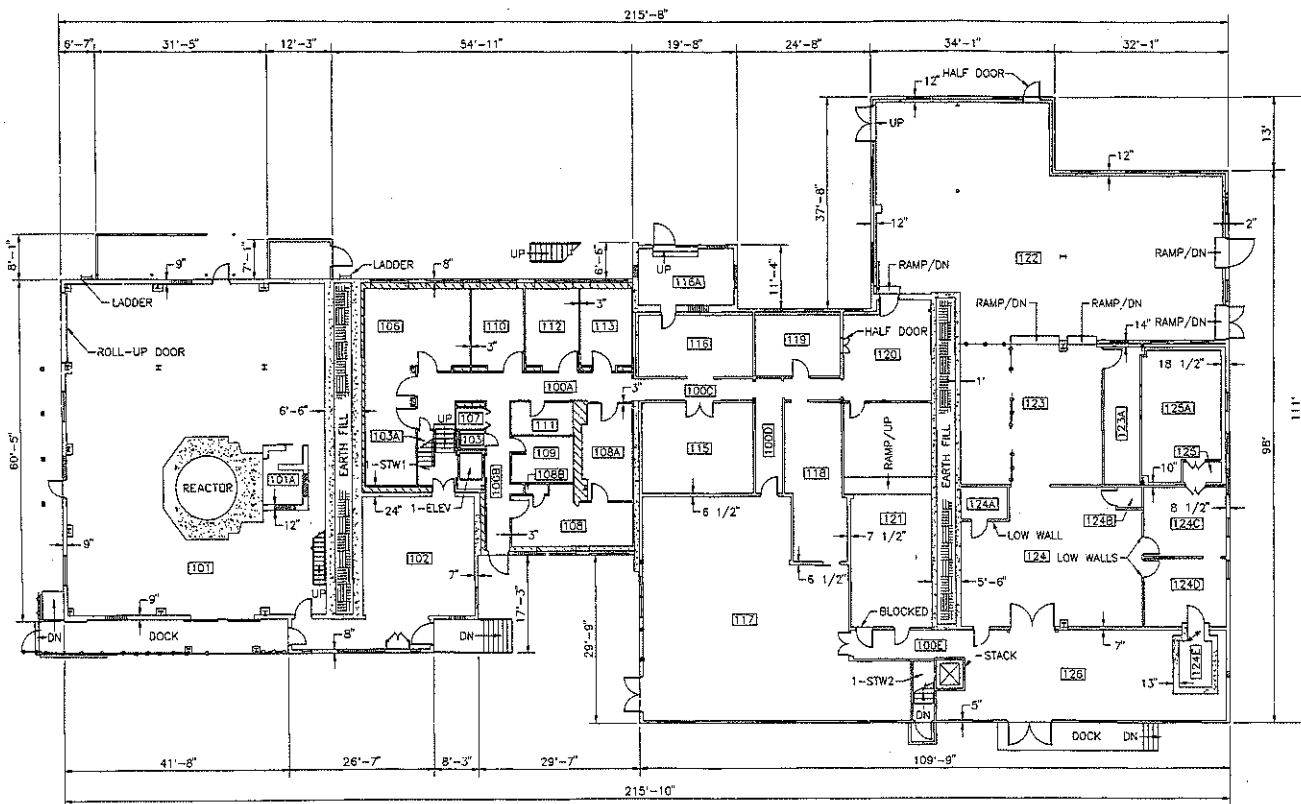 215'-8"
6'-7"
31'-5"
12'-3"
54'-11"
19'-8"
24'-8"
34'-1"
32'-1"
12"
HALF DOOR
UP
13'
12"
37'-8"
12"
2"
8'-1"
9"
7'-1"
LADDER
8"
UP
6'-6"
UP
11'-4"
116A
RAMP/DN
122
RAMP/DN
LADDER
ROLL-UP DOOR
106
110
112
3"
113
3"
116
119
HALF DOOR
120
RAMP/DN
RAMP/DN
RAMP/DN
14"
18 1/2"
100A
3"
100C
1'
123
123A
125A
111'
98'
60'-5"
6'-6"
EARTH FILL
103A
UP
107
103
111
109
108B
108A
100B
115
100D
118
RAMP/UP
EARTH FILL
125
REACTOR
101A
12"
1-STW1
1-ELEV
24"
108
3"
6 1/2"
121
7 1/2"
124A
10"
124B
8 1/2"
124C
LOW WALL
124
LOW WALLS
9"
101
UP
102
7"
6 1/2"
5'-6"
124D
9"
17'-3"
29'-9"
117
BLOCKED
DN
DOCK
8"
DN
100E
STACK
7"
124E
1-STW2
126
13"
DN
5"
DOCK
DN
41'-8"
26'-7"
8'-3"
29'-7"
109'-9"
215'-10"